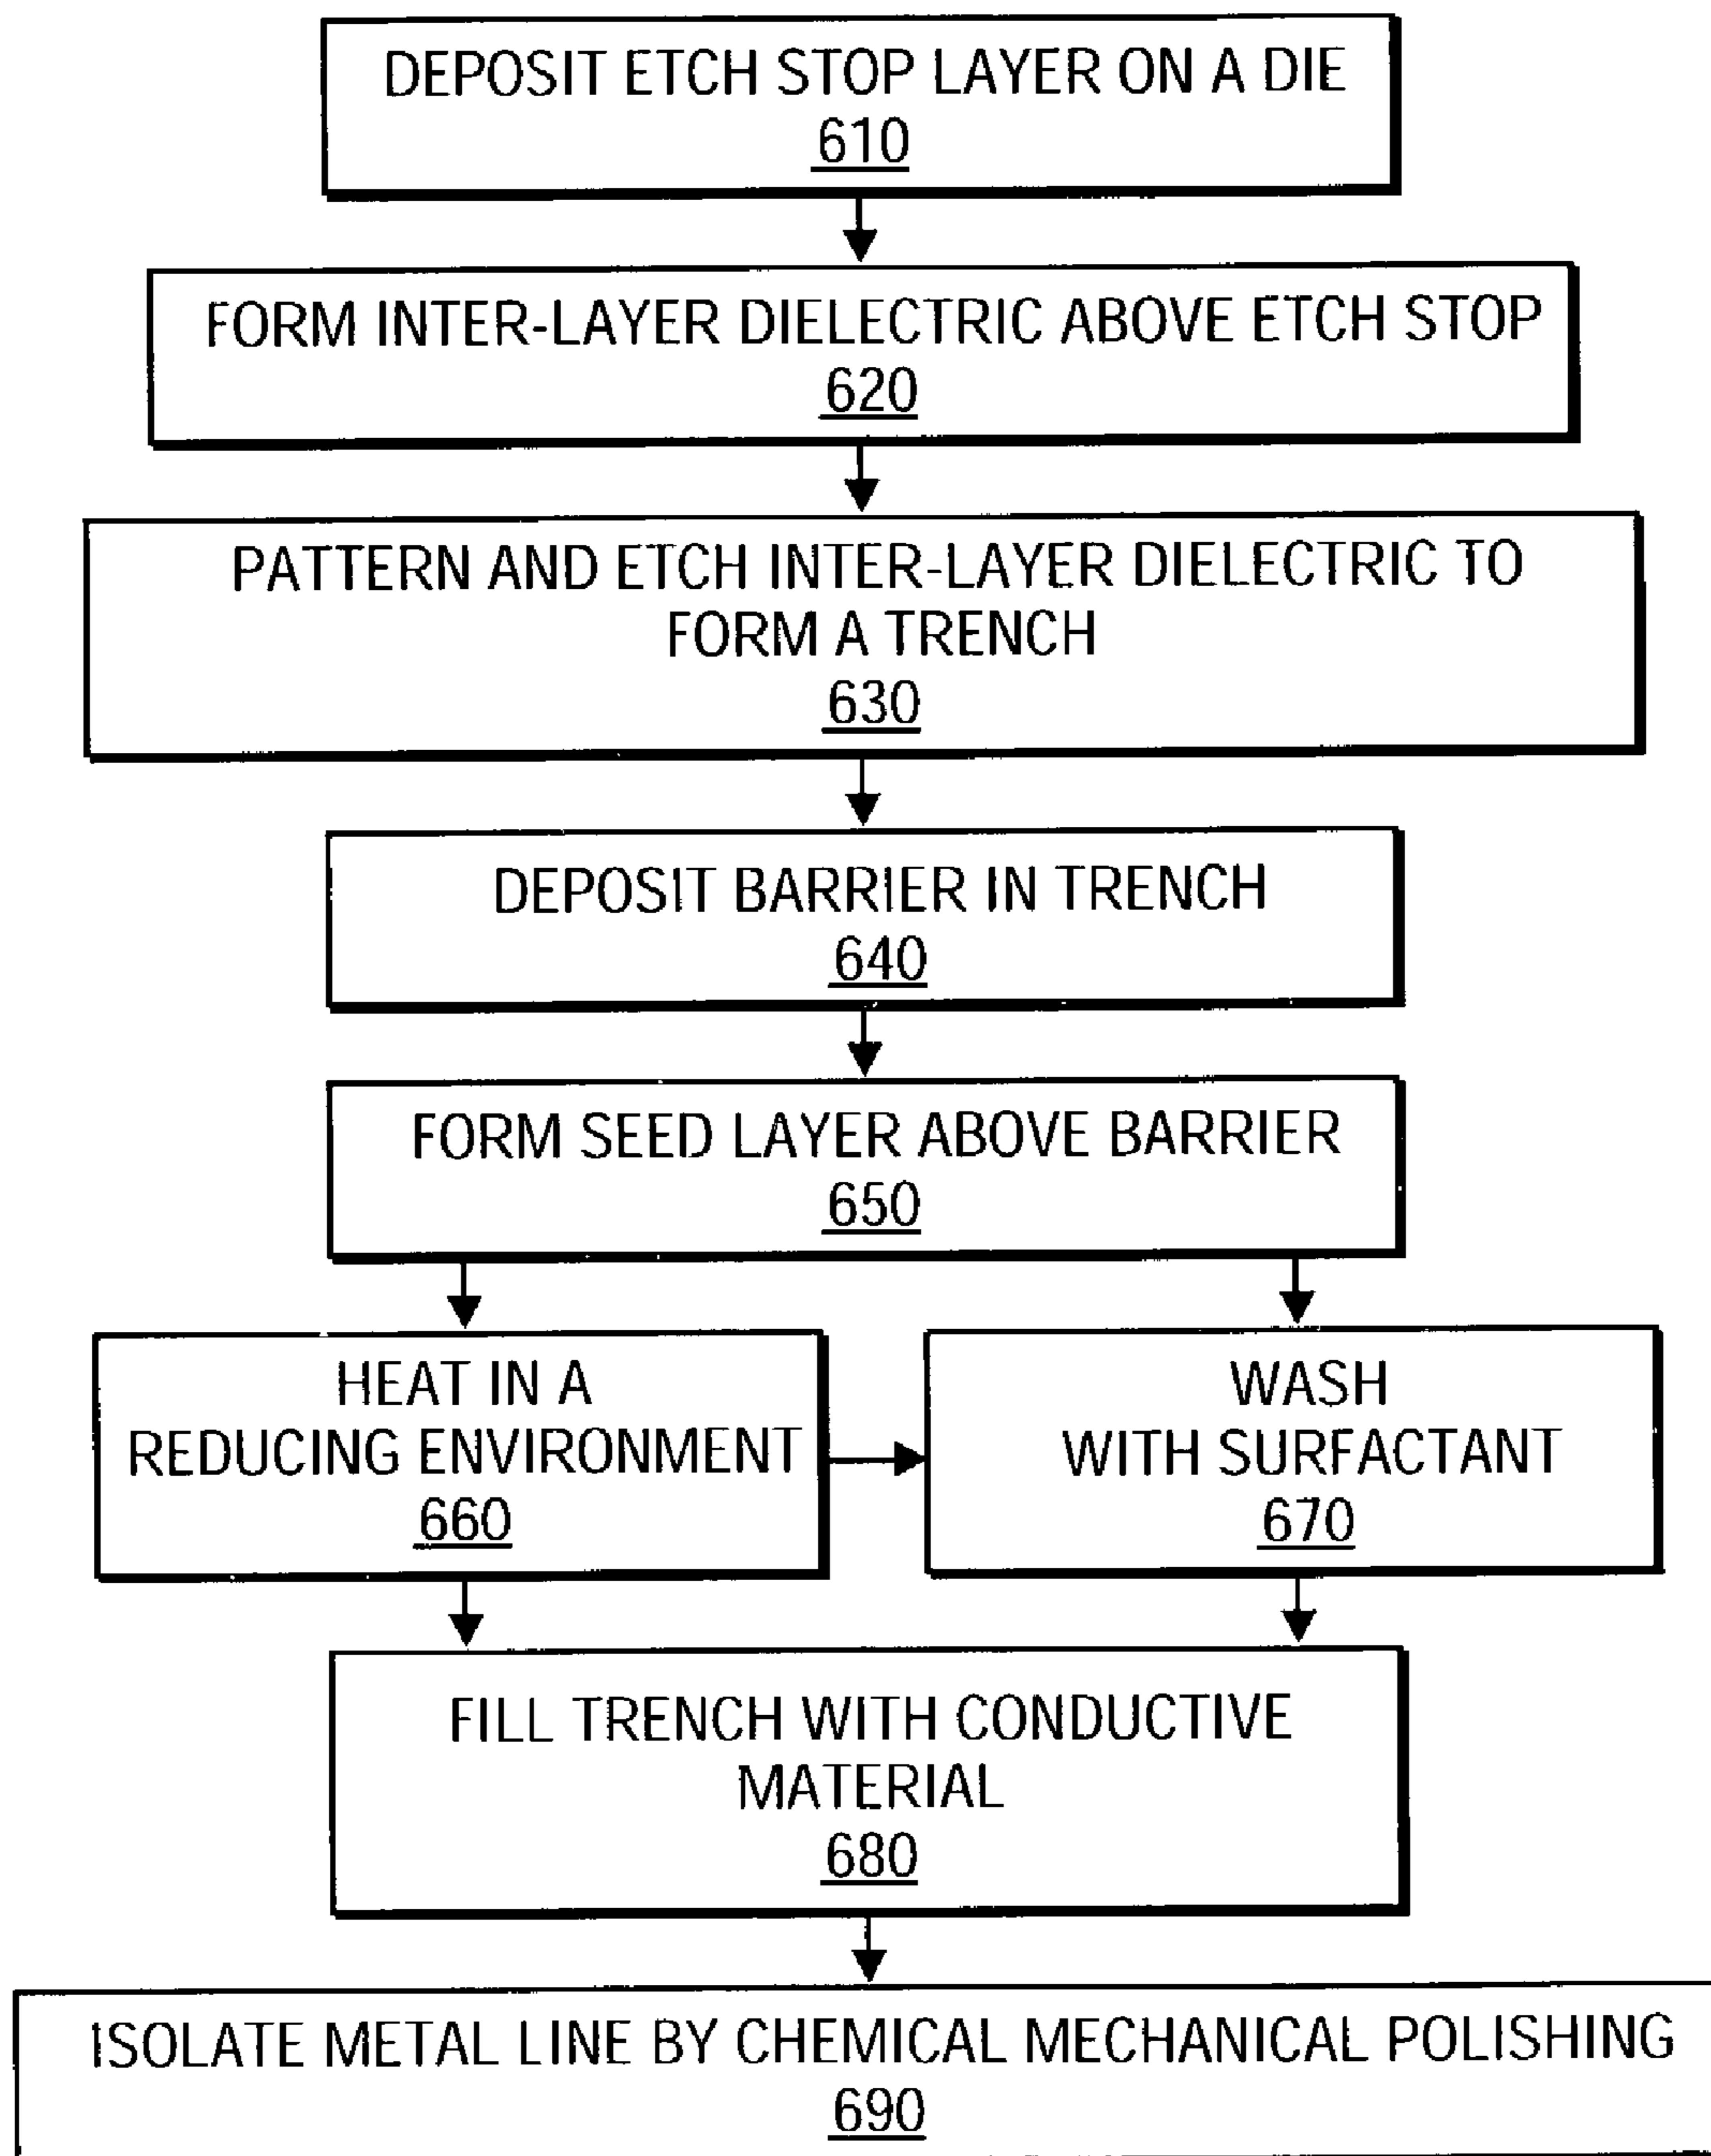 DEPOSIT ETCH STOP LAYER ON A DIE
610
FORM INTER-LAYER DIELECTRIC ABOVE ETCH STOP
620
PATTERN AND ETCH INTER-LAYER DIELECTRIC TO
FORM A TRENCH
630
DEPOSIT BARRIER IN TRENCH
640
FORM SEED LAYER ABOVE BARRIER
650
HEAT IN A
REDUCING ENVIRONMENT
660
WASH
WITH SURFACTANT
670
FILL TRENCH WITH CONDUCTIVE
MATERIAL
680
ISOLATE METAL LINE BY CHEMICAL MECHANICAL POLISHING
690